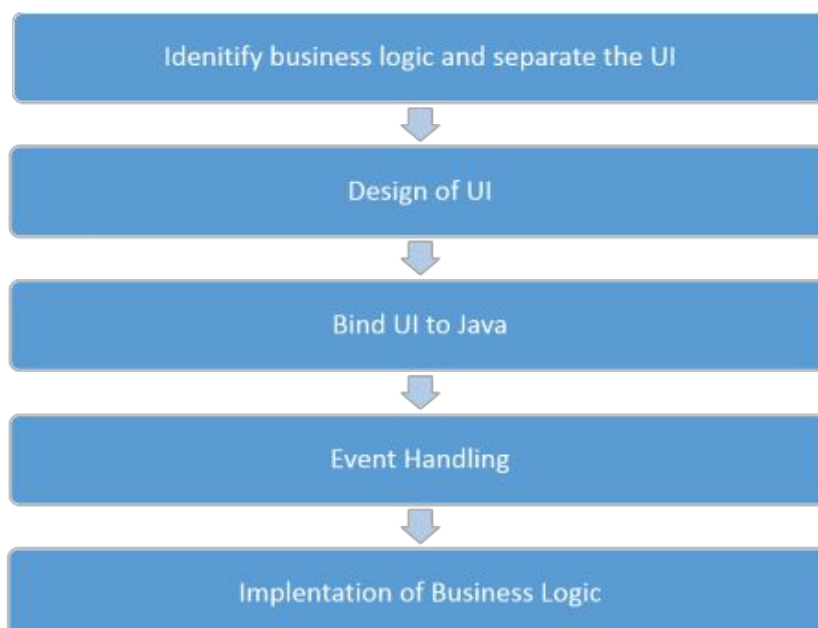 Idenitify business logic and separate the UI
Design of UI
Bind UI to Java
Event Handling
Implentation of Business Logic